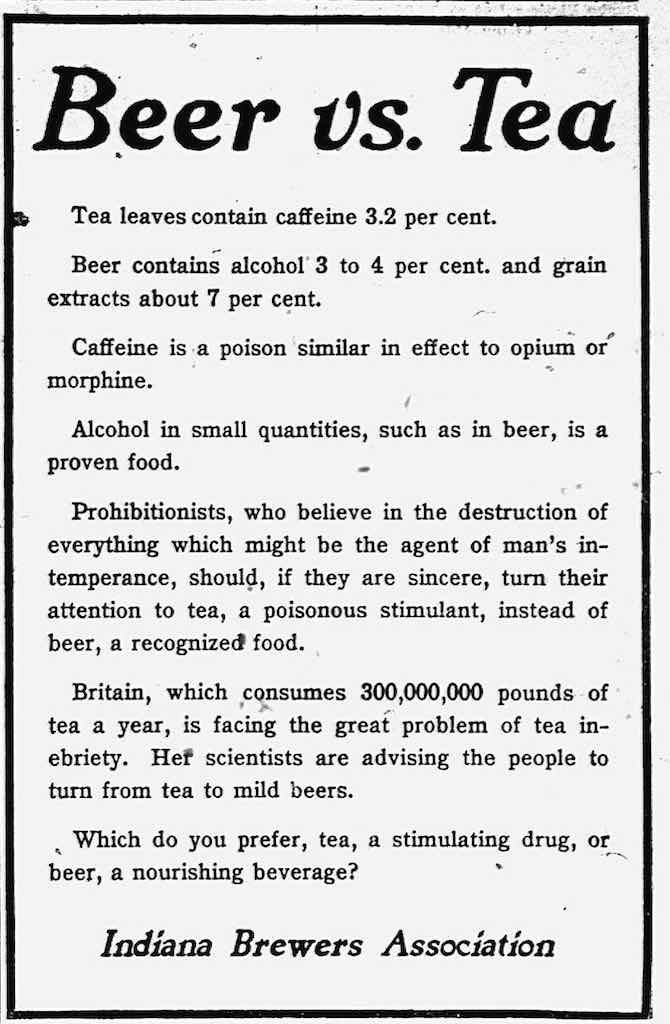 Beer vs. Tea
Tea leaves contain caffeine 3.2 per cent.
Beer contains alcohol 3 to 4 per cent. and grain
extracts about 7 per cent.
Caffeine is a poison similar in effect to opium or
morphine.
Alcohol in small quantities, such as in beer, is a
proven food.
Prohibitionists, who believe in the destruction of
everything which might be the agent of man's in-
temperance, should, if they are sincere, turn their
attention to tea, a poisonous stimulant, instead of
beer, a recognized food.
Britain, which consumes 300,000,000 pounds of
tea a year, is facing the great problem of tea in-
ebriety. Her scientists are advising the people to
turn from tea to mild beers.
Which do you prefer, tea, a stimulating drug, or
beer, a nourishing beverage?
Indiana Brewers Association